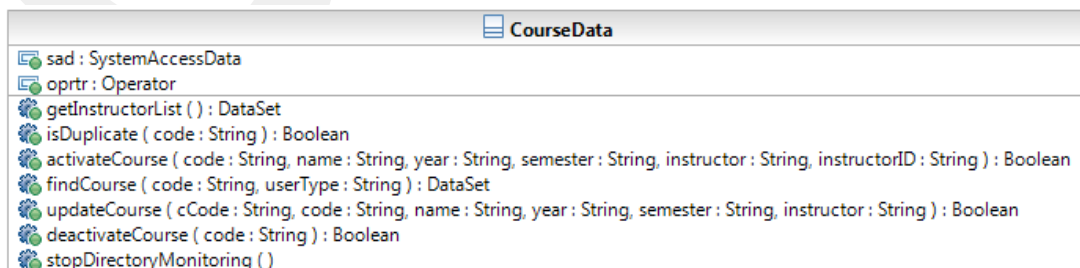 CourseData
sad : SystemAccessData
oprtr : Operator
getInstructorList ( ) : DataSet
isDuplicate ( code : String ) : Boolean
activateCourse ( code : String, name : String, year : String, semester : String, instructor : String, instructorID : String ) : Boolean
findCourse ( code : String, userType : String ) : DataSet
updateCourse ( cCode : String, code : String, name : String, year : String, semester : String, instructor : String ) : Boolean
deactivateCourse ( code : String ) : Boolean
stopDirectoryMonitoring ( )